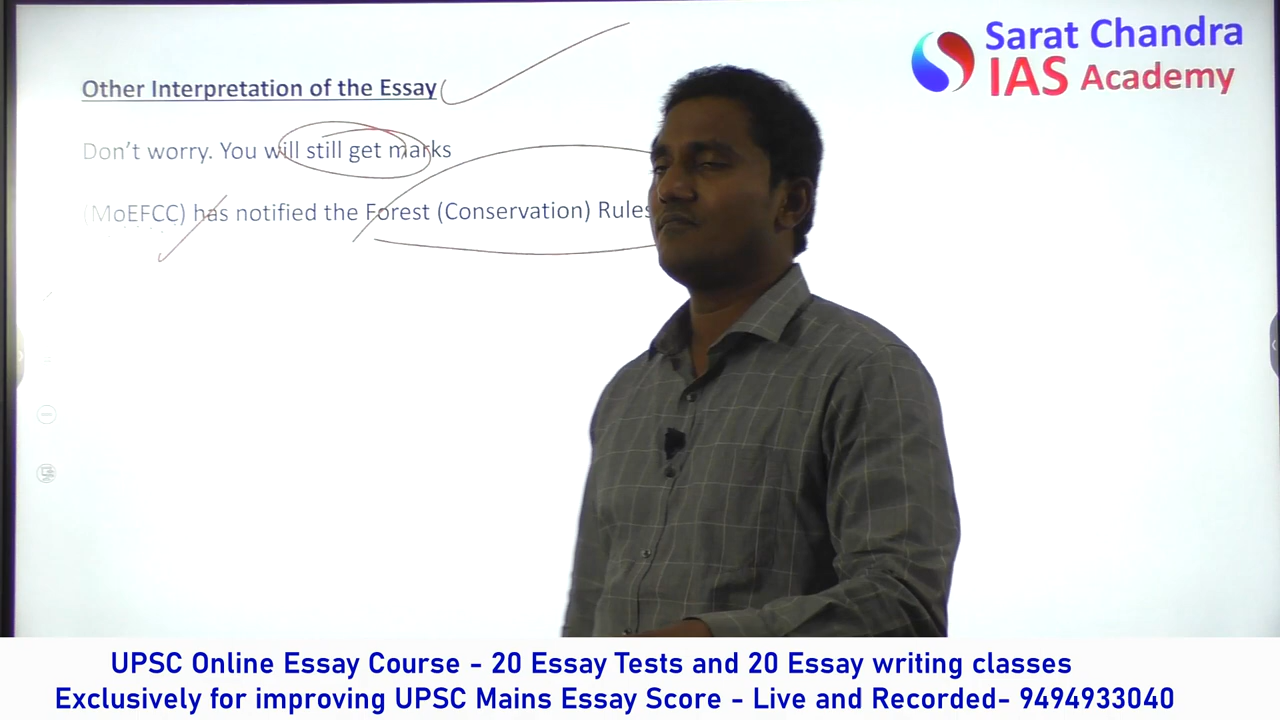 Sarat Chandra
IAS Academy
Other Interpretation of the Essay
Don't worry. You will still get marks
(MoEFCC) has notified the Forest (Conservation) Rules
UPSC Online Essay Course - 20 Essay Tests and 20 Essay writing classes
Exclusively for improving UPSC Mains Essay Score - Live and Recorded- 9494933040